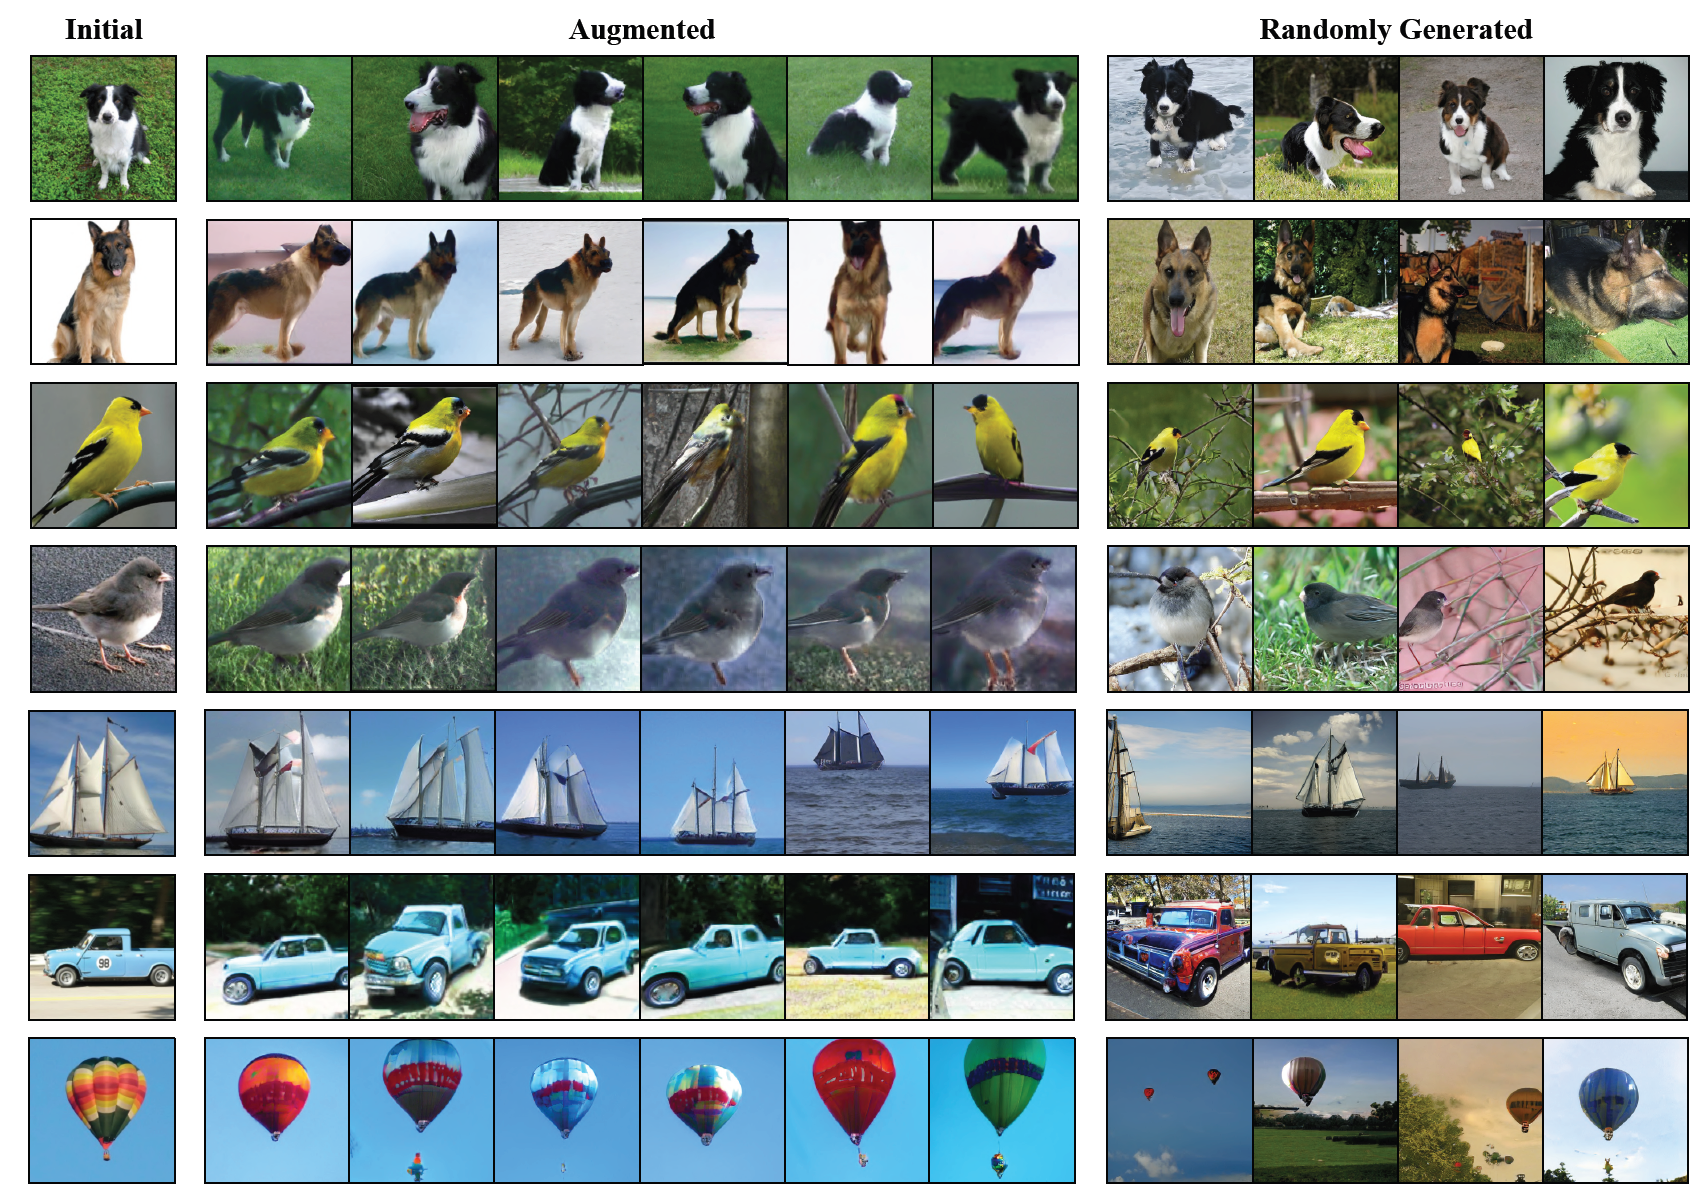 Initial
Augmented
Randomly Generated
98